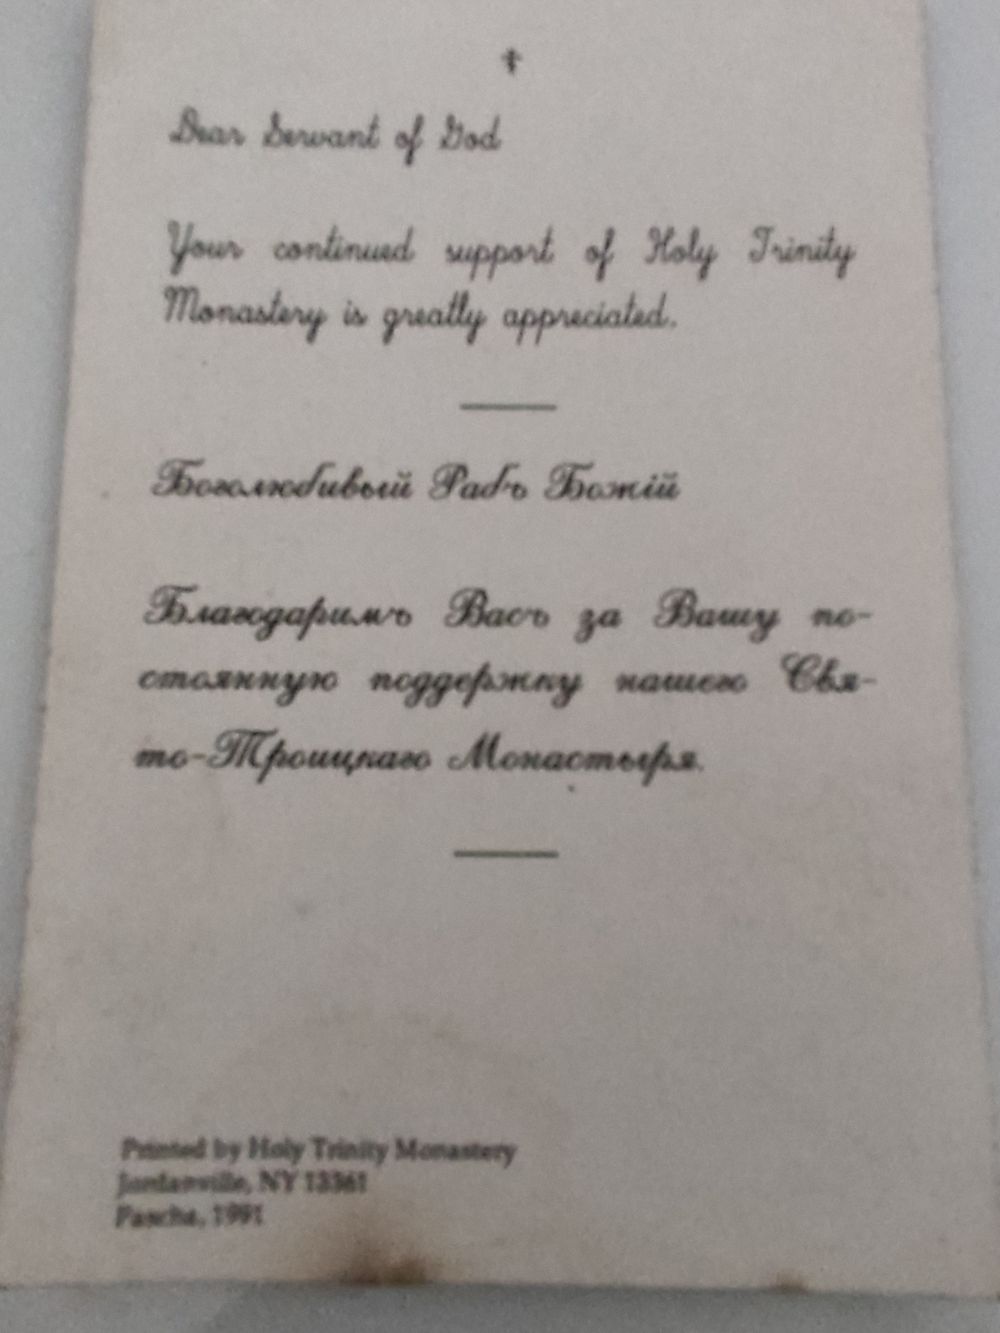 Dear Servant of God
Your continued support of Holy Trinity
Monastery is greatly appreciated.
Боголюбивый Рабъ Божій
Благодаримъ Васъ за Вашу по-
стоянную поддержку нашего Свя-
то-Троицкаго Монастыря.
Printed by Holy Trinity Monastery
Jordanville, NY 13361
Pascha, 1991